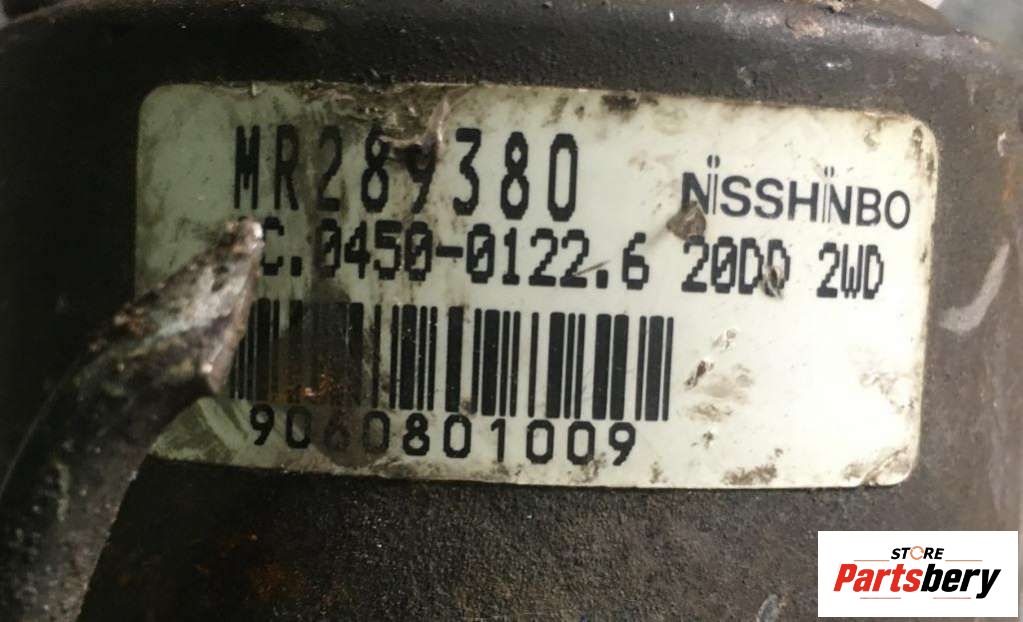 MR289380
NISSHINBO
C.0450-0122.6 20DD 2WD
9060801009
STORE
Partsbery